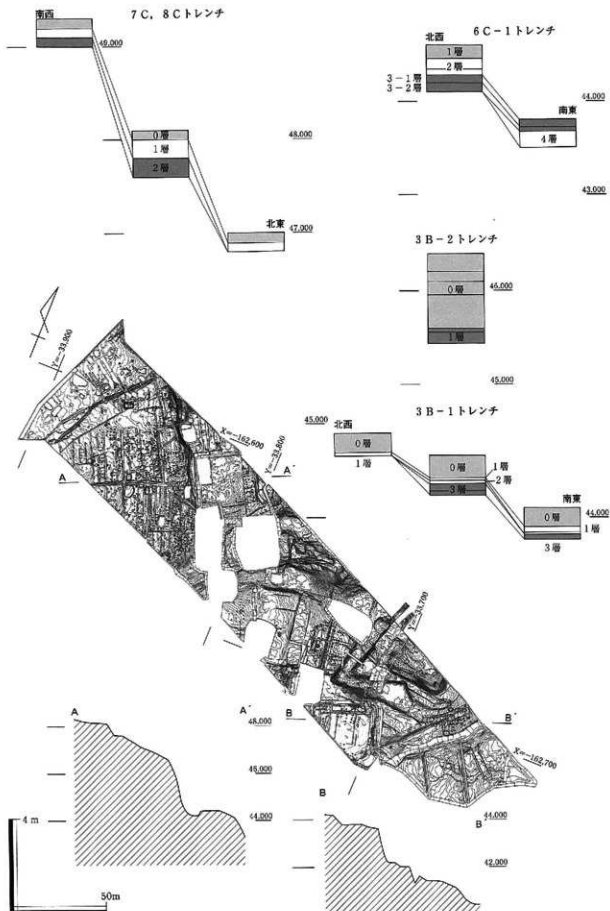 7C，8Cトレンチ
南西
49.000
0層
1層
2層
48.000
47.000
北東
6C－1トレンチ
北西
1層
2層
3－1層
3－2層
44.000
南東
4層
43.000
3B－2トレンチ
0層
46.000
1層
45.000
3B－1トレンチ
北西
45.000
0層
1層
0層
1層
2層
3層
南東
0層
44.000
1層
3層
Y=-33,900
X=-162,600
Y=-33,800
A
A´
Y=-33,700
B
B´
X=-162,700
A
A´
48.000
46.000
44.000
B
B´
44.000
42.000
4m
50m